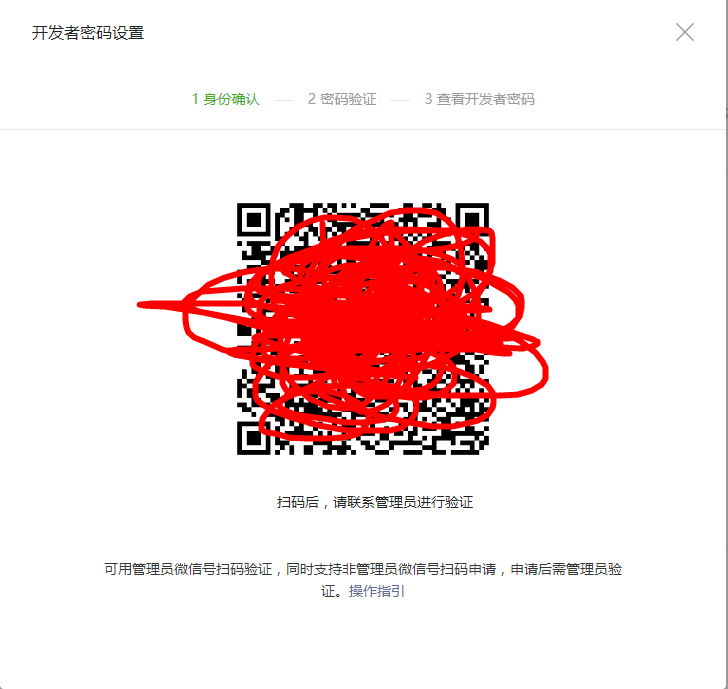 开发者密码设置
1 身份确认 2 密码验证 3 查看开发者密码
扫码后，请联系管理员进行验证
可用管理员微信号扫码验证，同时支持非管理员微信号扫码申请，申请后需管理员验
证。操作指引